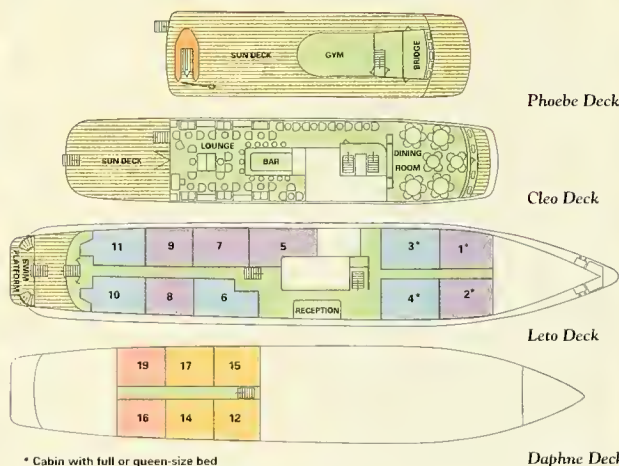 SUN DECK GYM BRIDGE
Phoebe Deck
LOUNGE
SUN DECK BAR DINING ROOM
Cleo Deck
11 9 7 5 3* 1*
SWIM PLATFORM
10 8 6 4* 2*
RECEPTION
Leto Deck
19 17 15
16 14 12
* Cabin with full or queen-size bed
Daphne Deck